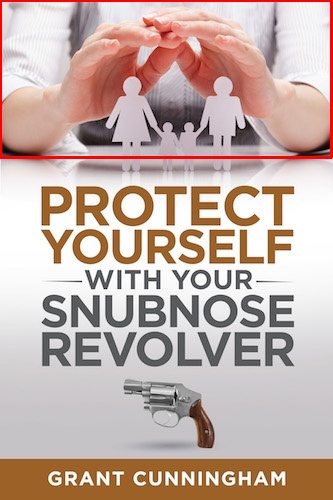 PROTECT
YOURSELF
WITH YOUR
SNUBNOSE
REVOLVER
GRANT CUNNINGHAM